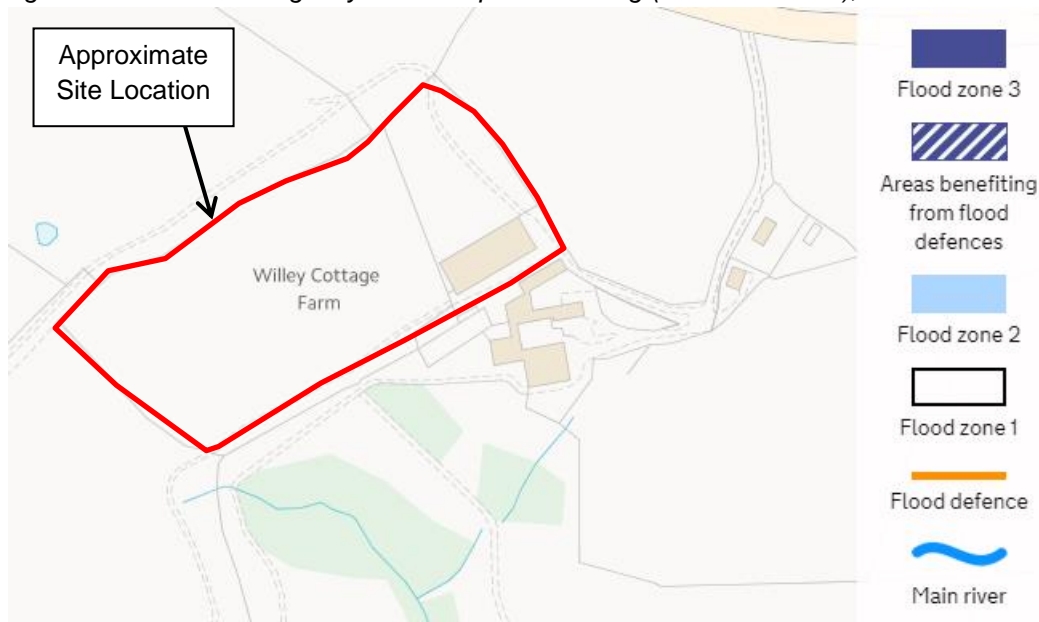 Approximate
Site Location
Willey Cottage
Farm
Flood zone 3
Areas benefiting
from flood
defences
Flood zone 2
Flood zone 1
Flood defence
Main river